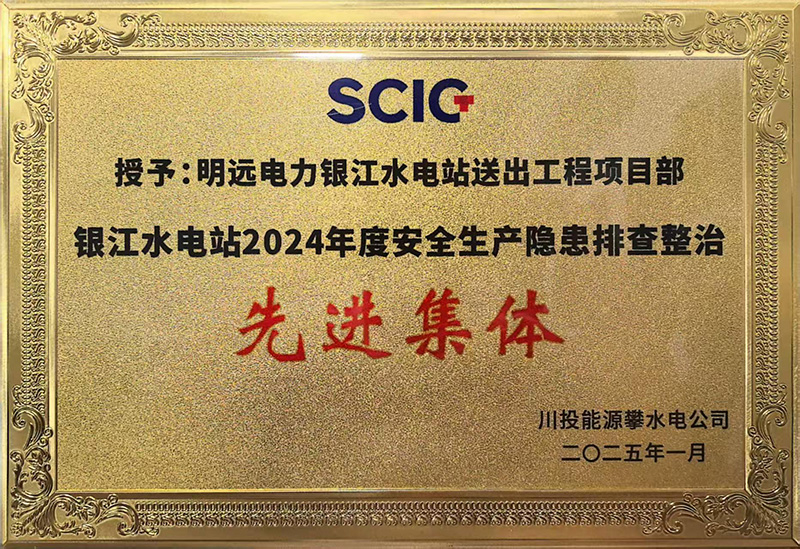 SCIG
授予：明远电力银江水电站送出工程项目部
银江水电站2024年度安全生产隐患排查整治
先进集体
川投能源攀水电公司
二〇二五年一月